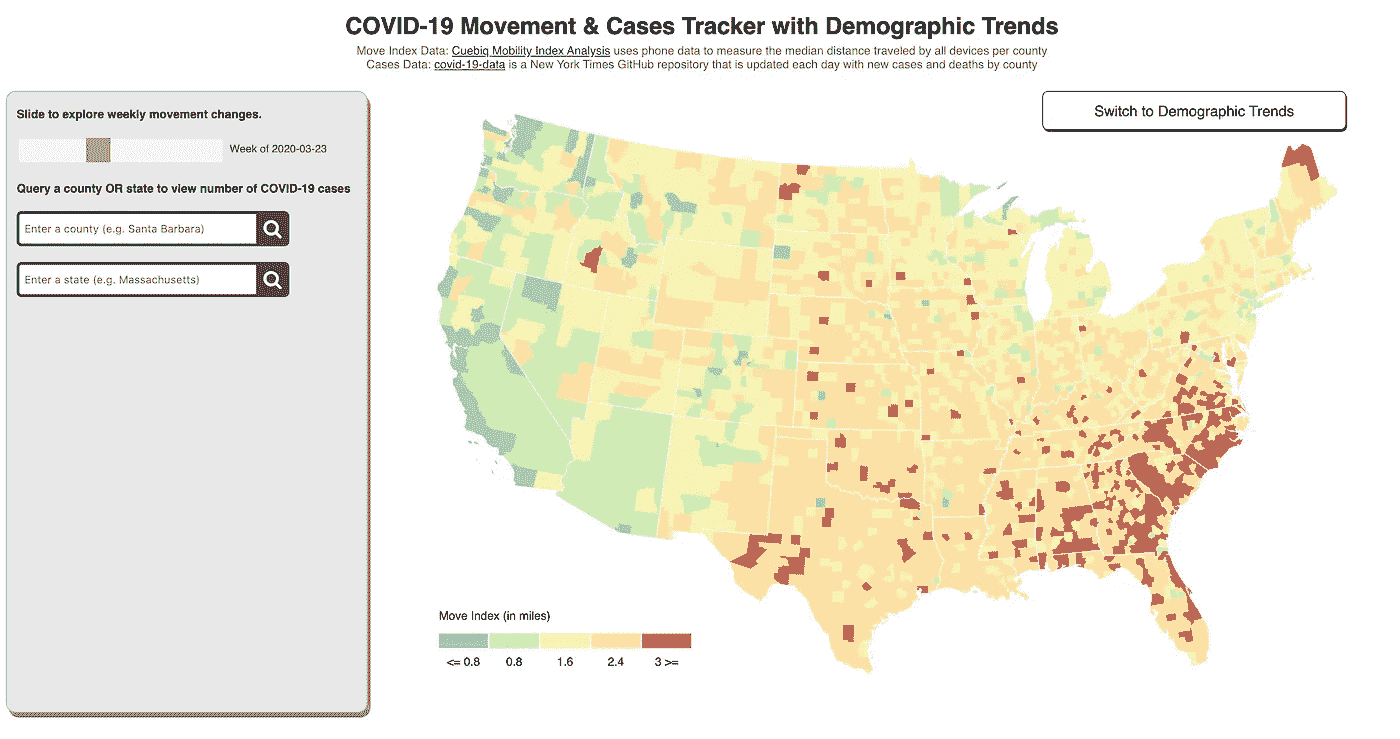 COVID-19 Movement & Cases Tracker with Demographic Trends
Move Index Data: Cuebiq Mobility Index Analysis uses phone data to measure the median distance traveled by all devices per county
Cases Data: covid-19-data is a New York Times GitHub repository that is updated each day with new cases and deaths by county
Slide to explore weekly movement changes.
Week of 2020-03-23
Query a county OR state to view number of COVID-19 cases
Enter a county (e.g. Santa Barbara)
Enter a state (e.g. Massachusetts)
Switch to Demographic Trends
Move Index (in miles)
<= 0.8 0.8 1.6 2.4 3 >=